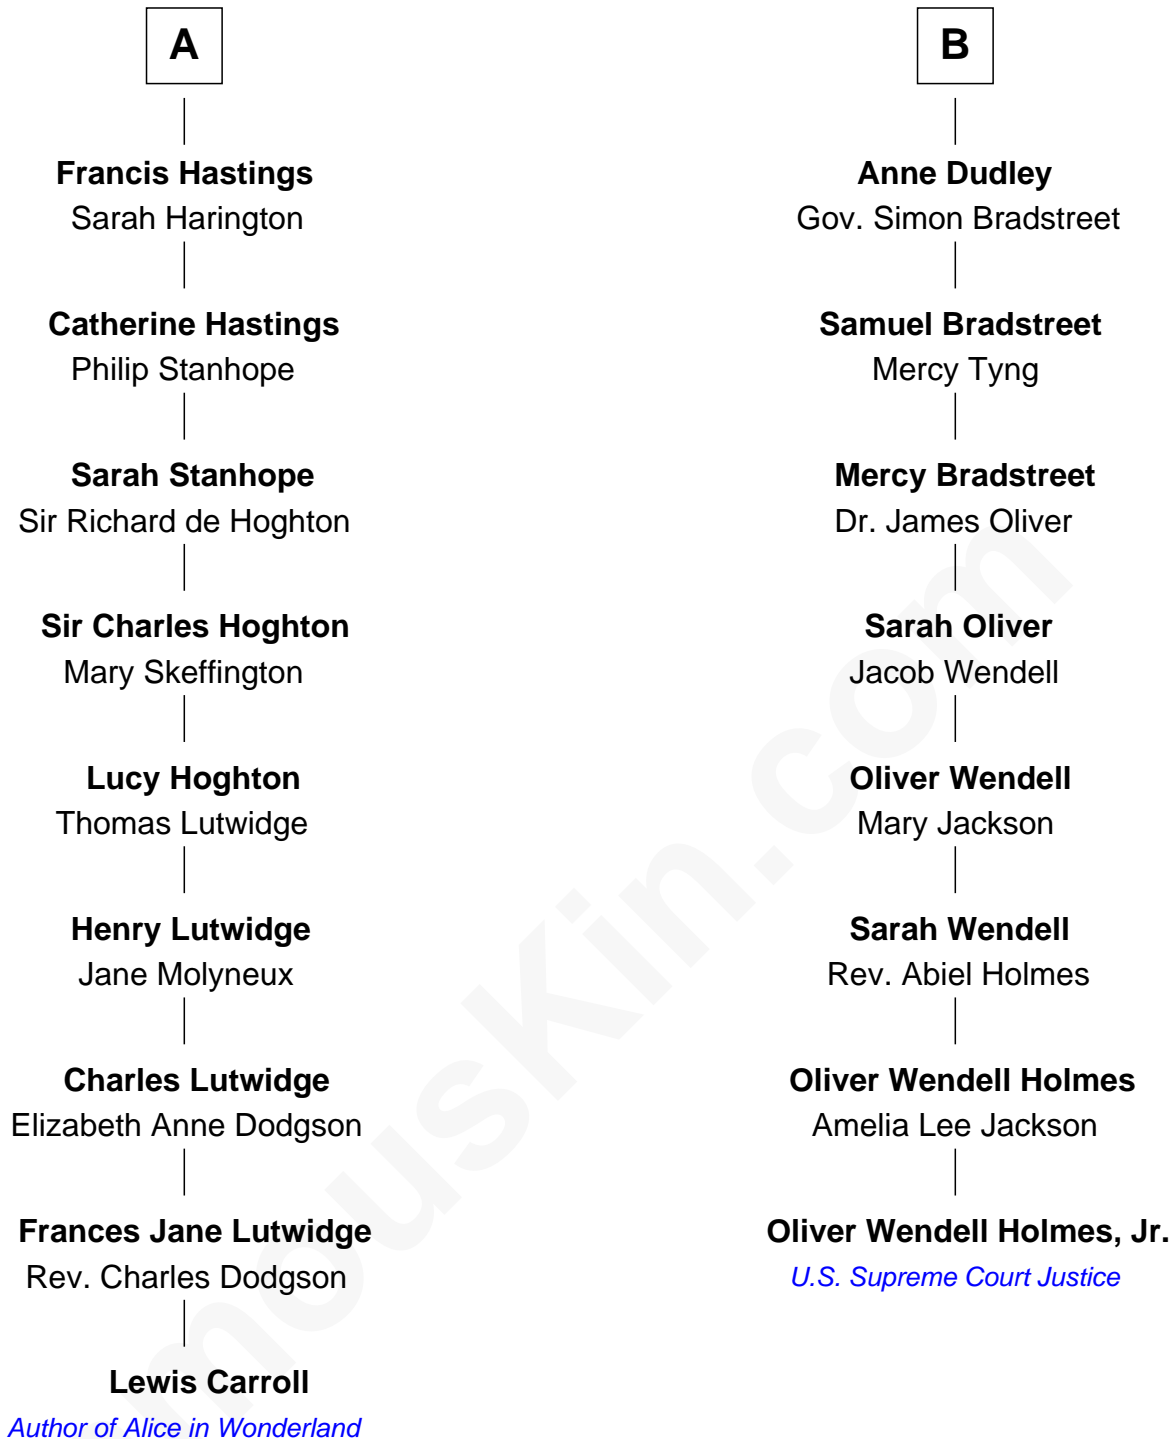 A
Francis Hastings
Sarah Harington
Catherine Hastings
Philip Stanhope
Sarah Stanhope
Sir Richard de Hoghton
Sir Charles Hoghton
Mary Skeffington
Lucy Hoghton
Thomas Lutwidge
Henry Lutwidge
Jane Molyneux
Charles Lutwidge
Elizabeth Anne Dodgson
Frances Jane Lutwidge
Rev. Charles Dodgson
Lewis Carroll
Author of Alice in Wonderland
B
Anne Dudley
Gov. Simon Bradstreet
Samuel Bradstreet
Mercy Tyng
Mercy Bradstreet
Dr. James Oliver
Sarah Oliver
Jacob Wendell
Oliver Wendell
Mary Jackson
Sarah Wendell
Rev. Abiel Holmes
Oliver Wendell Holmes
Amelia Lee Jackson
Oliver Wendell Holmes, Jr.
U.S. Supreme Court Justice
mousKin.com